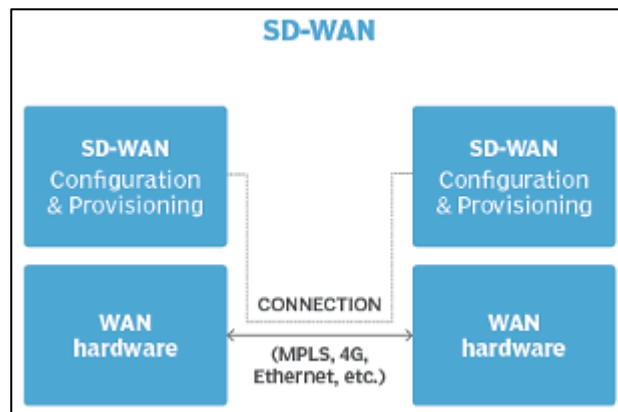 SD-WAN
SD-WAN
Configuration
& Provisioning
SD-WAN
Configuration
& Provisioning
CONNECTION
WAN
hardware
(MPLS, 4G,
Ethernet, etc.)
WAN
hardware